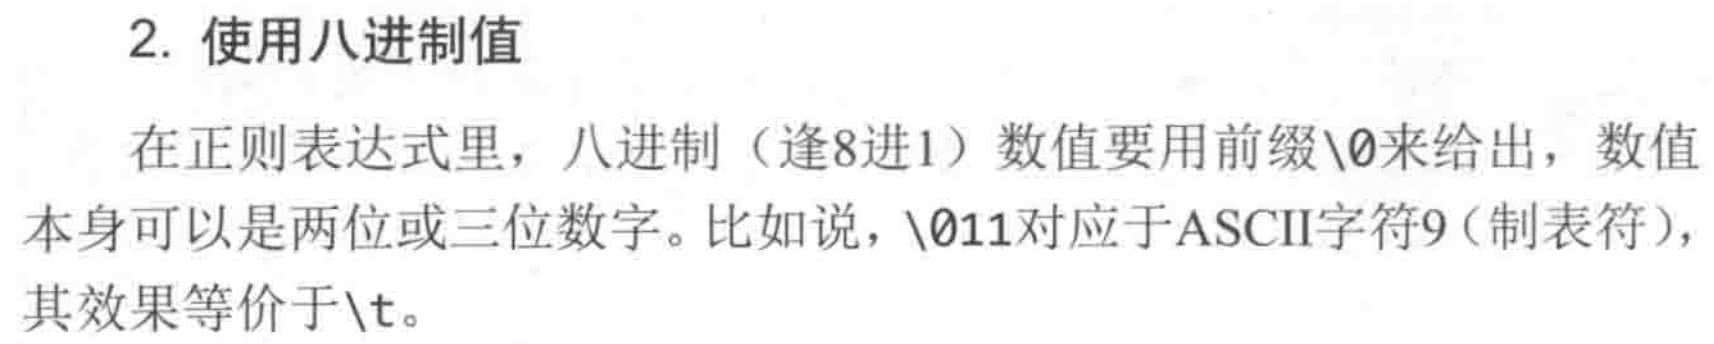 2. 使用八进制值
在正则表达式里，八进制（逢8进1）数值要用前缀\0来给出，数值
本身可以是两位或三位数字。比如说，\011对应于ASCII字符9（制表符），
其效果等价于\t。